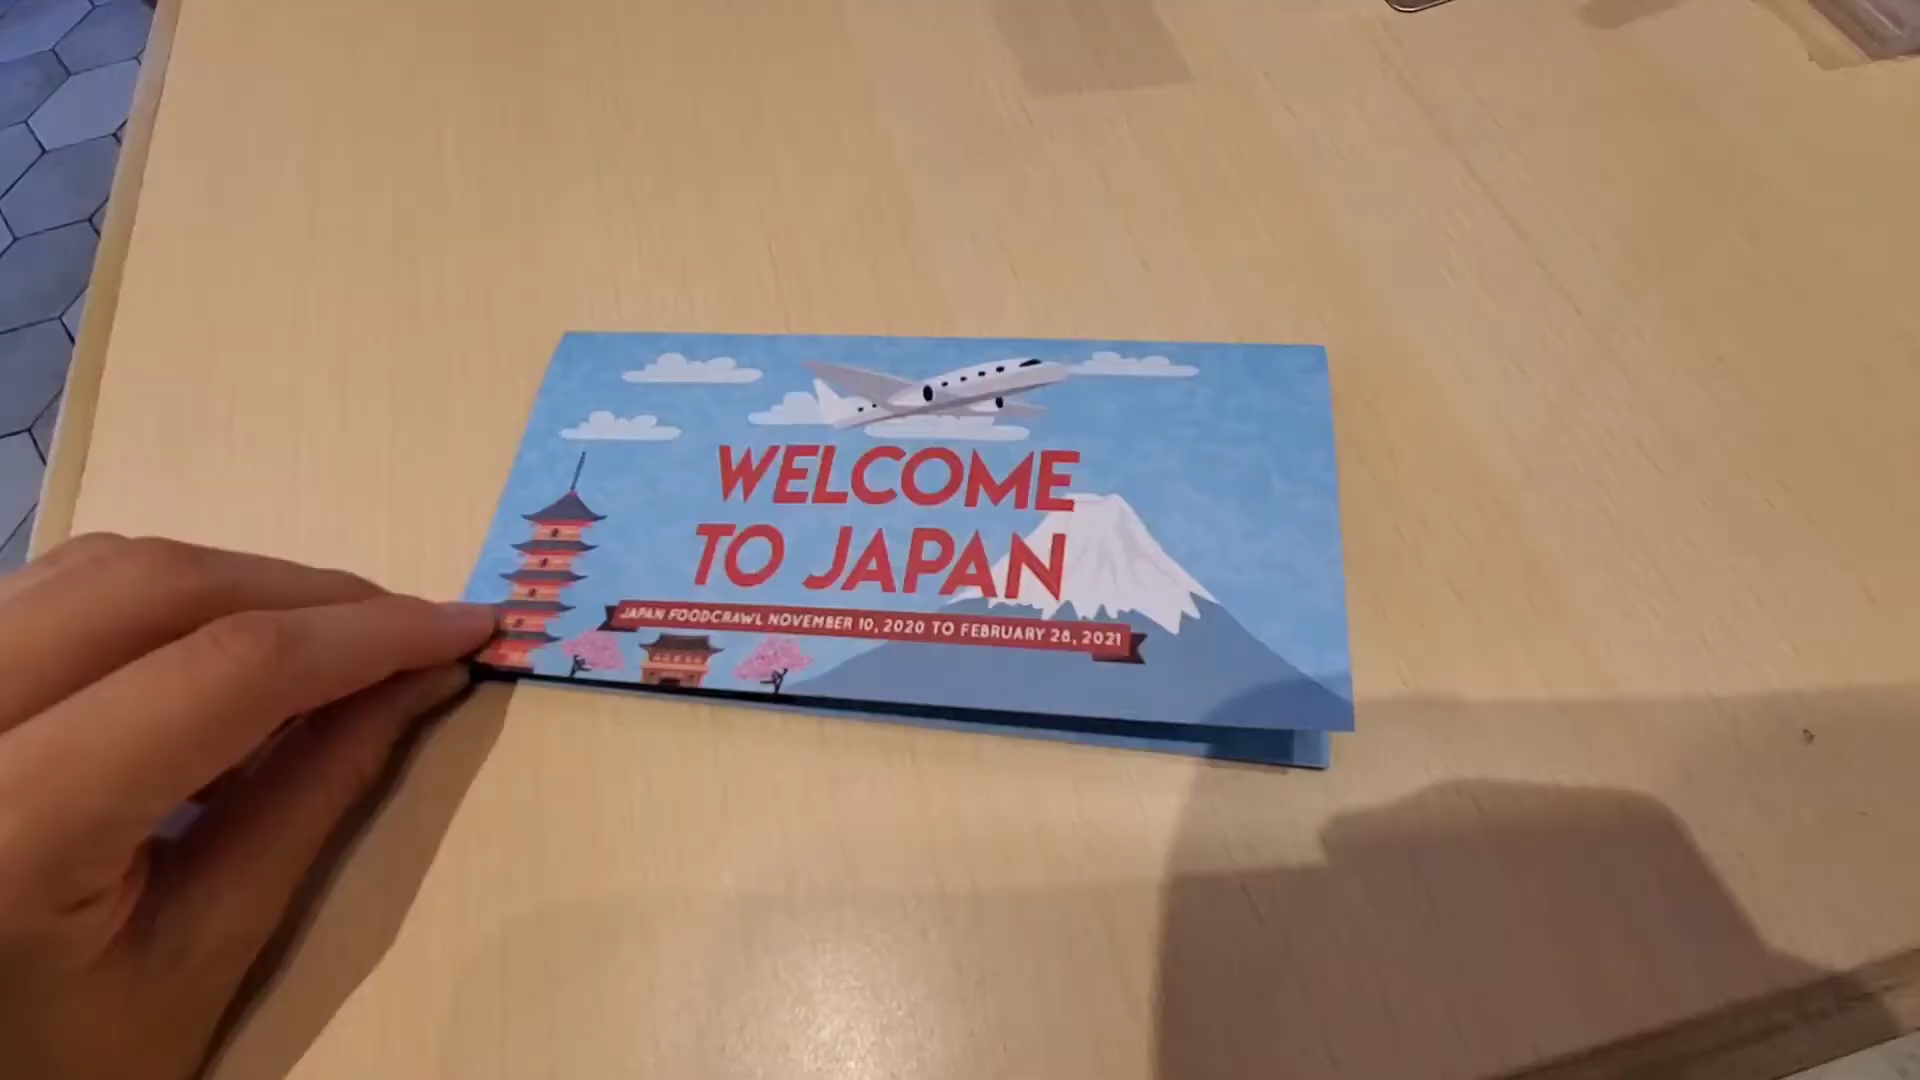 WELCOME
TO JAPAN
JAPAN FOODCRAWL NOVEMBER 10, 2020 TO FEBRUARY 28, 2021